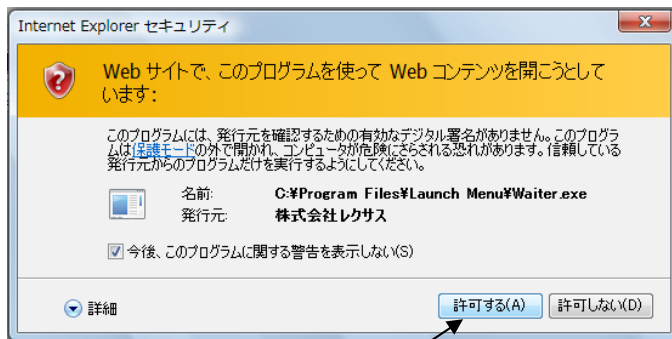 Internet Explorer セキュリティ
Web サイトで、このプログラムを使って Web コンテンツを開こうとして
います:
このプログラムには、発行元を確認するための有効なデジタル署名がありません。このプログラ
ムは保護モードの外で開かれ、コンピュータが危険にさらされる恐れがあります。信頼している
発行元からのプログラムだけを実行するようにしてください。
名前: C:¥Program Files¥Launch Menu¥Waiter.exe
発行元: 株式会社レクサス
今後、このプログラムに関する警告を表示しない(S)
詳細 許可する(A) 許可しない(D)